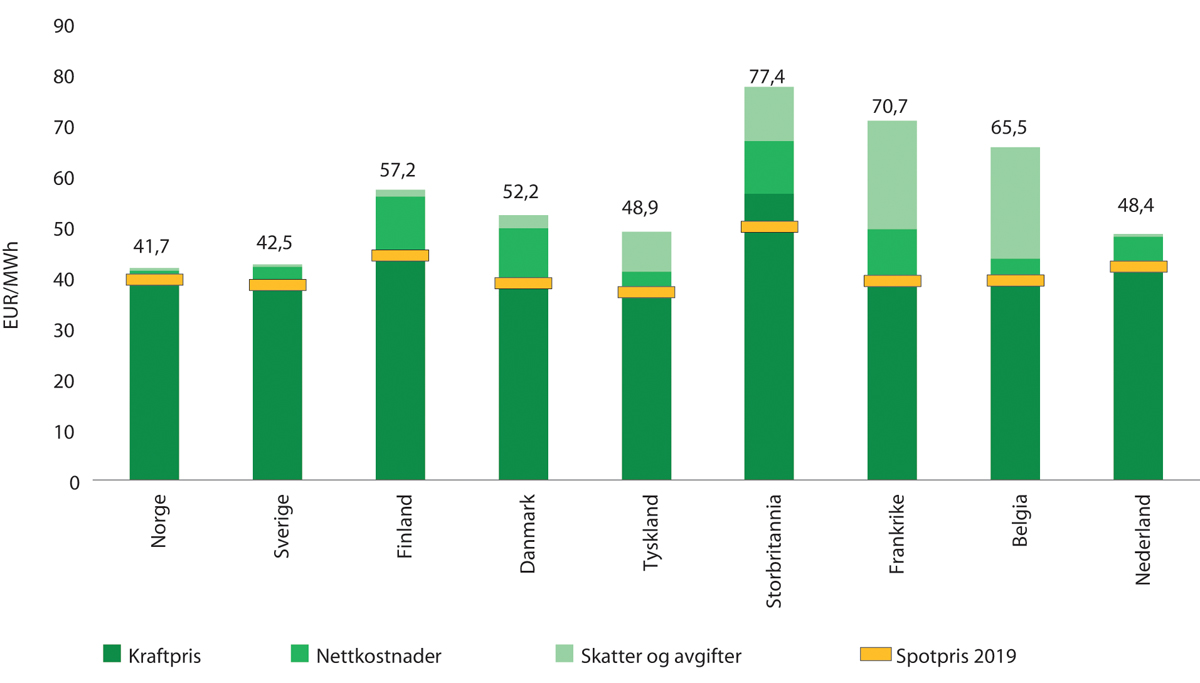 EUR/MWh
90
80
70
60
50
40
30
20
10
0
41,7
42,5
57,2
52,2
48,9
77,4
70,7
65,5
48,4
Norge
Sverige
Finland
Danmark
Tyskland
Storbritannia
Frankrike
Belgia
Nederland
Kraftpris
Nettkostnader
Skatter og avgifter
Spotpris 2019